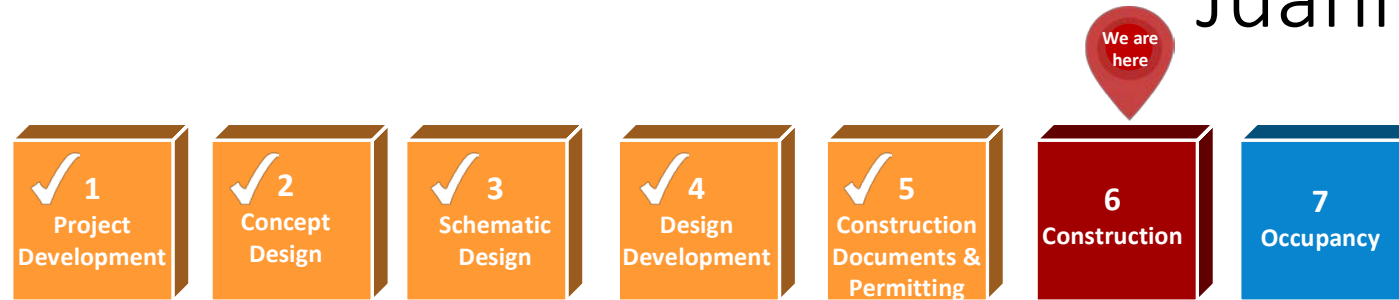 We are
here
1
Project
Development
2
Concept
Design
3
Schematic
Design
4
Design
Development
5
Construction
Documents &
Permitting
6
Construction
7
Occupancy